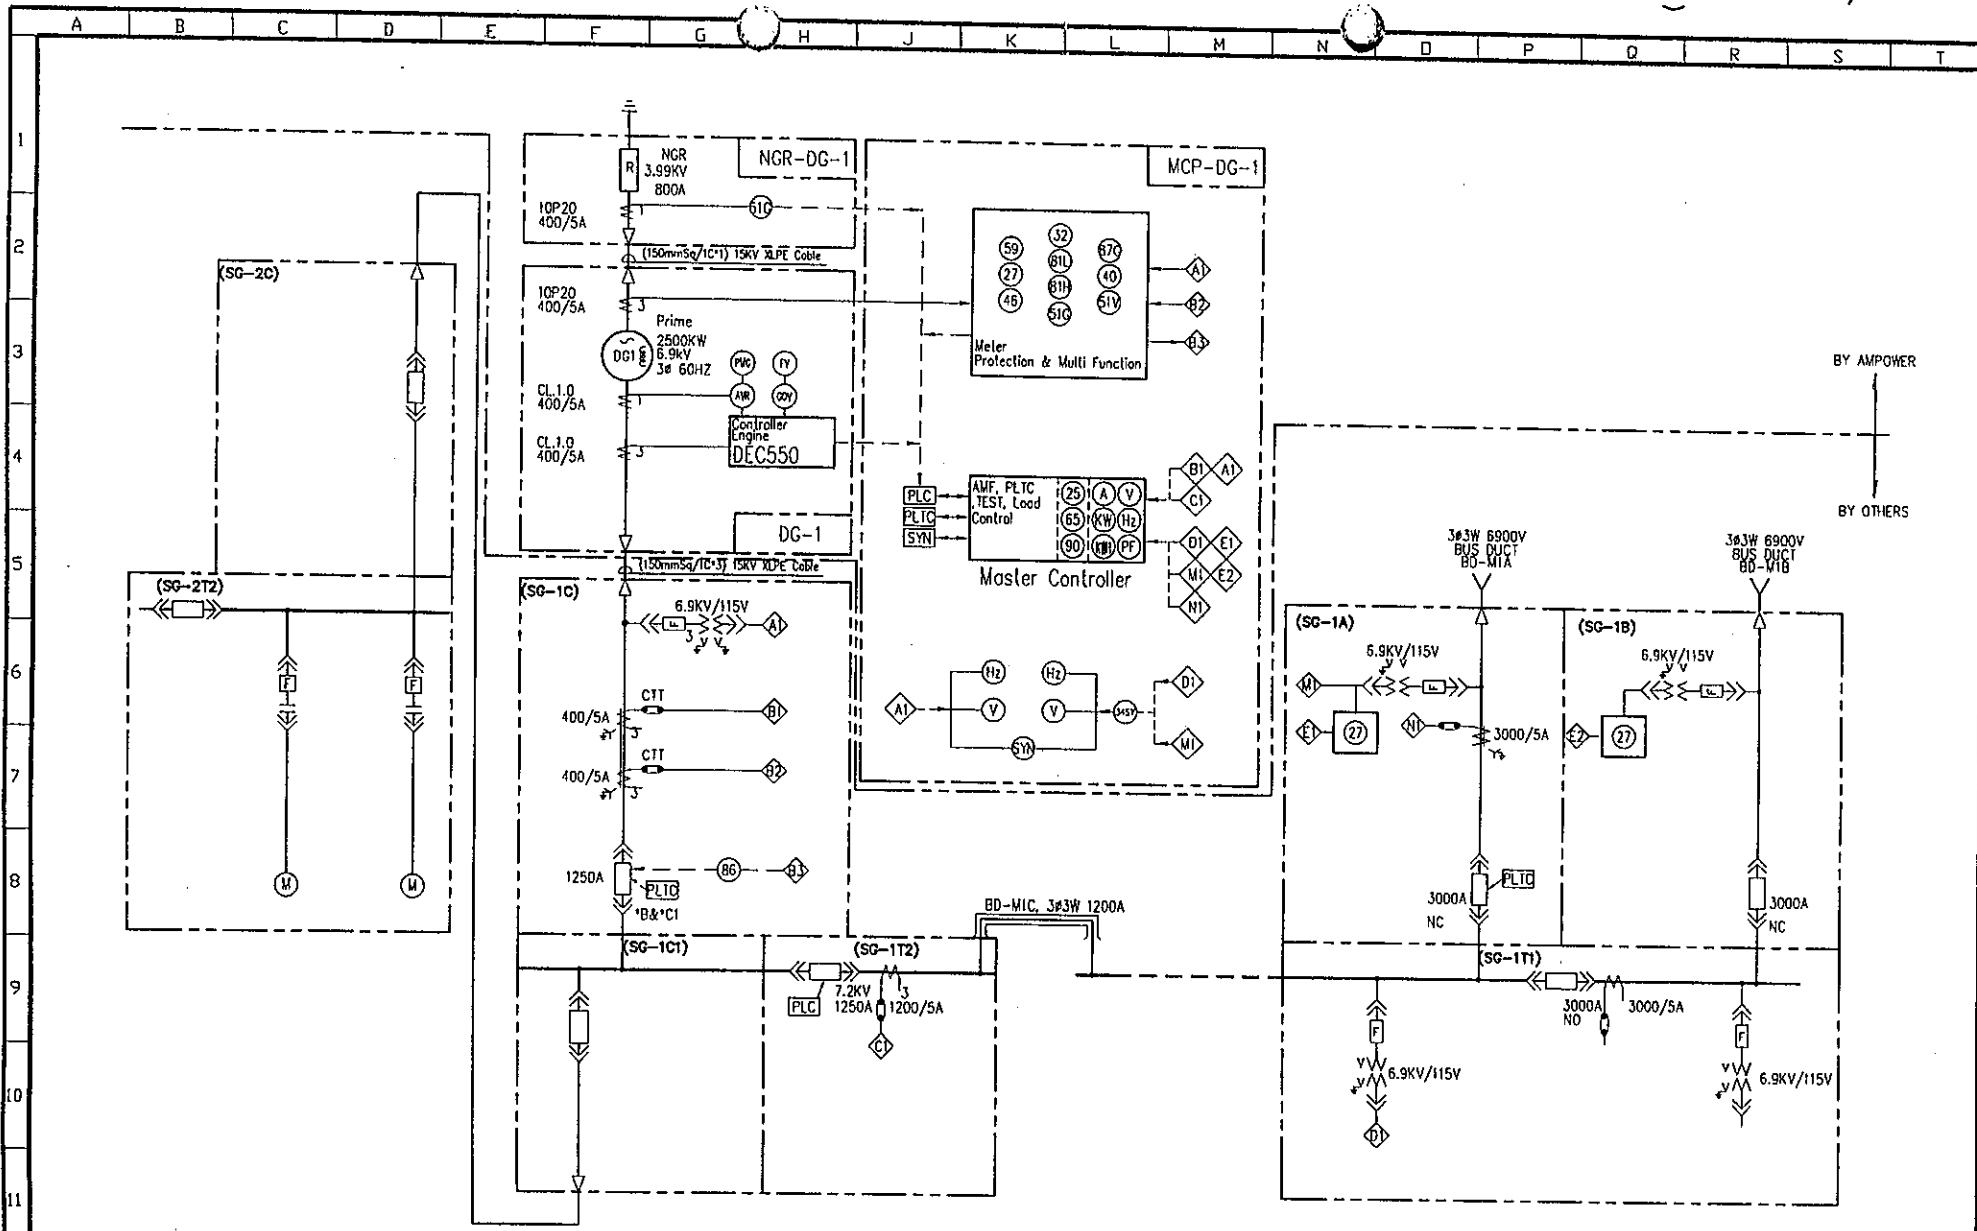 A B C D E F G H J K L M N O P Q R S T
1
2
3
4
5
6
7
8
9
10
11
NGR-DG-1
R
NGR
3.99KV
800A
10P20
400/5A
51G
(150mmSq/1C*1) 15KV XLPE Cable
10P20
400/5A
3
Prime
2500KW
6.9kV
3ø 60HZ
DG1
PMG
FY
AVR
GOV
CL.1.0
400/5A
Controller
Engine
DEC550
CL.1.0
400/5A
3
DG-1
(150mmSq/1C*3) 15KV XLPE Cable
MCP-DG-1
59
27
46
32
81L
81H
51G
87G
40
51V
Meter
Protection & Multi Function
A1
B2
B3
PLC
PLTC
SYN
AMF, PLTC
,TEST, Load
Control
25 A V
65 KW Hz
90 KWH PF
Master Controller
B1 A1
C1
D1 E1
M1 E2
N1
A1
Hz
V
SYN
Hz
V
D1
M1
(SG-2C)
(SG-2T2)
F
F
M
M
(SG-1C)
6.9KV/115V
F
3
A1
CTT
400/5A
3
B1
CTT
400/5A
3
B2
1250A
86
B3
PLTC
*B&*C1
(SG-1C1)
(SG-1T2)
7.2KV
1250A
PLC
3
1200/5A
C1
BD-MIC, 3ø3W 1200A
BY AMPOWER
BY OTHERS
3ø3W 6900V
BUS DUCT
BD-M1A
3ø3W 6900V
BUS DUCT
BD-M1B
(SG-1A)
6.9KV/115V
M1
F
E1
27
N1
3000/5A
3000A
NC
PLTC
(SG-1B)
6.9KV/115V
F
E2
27
3000A
NC
(SG-1T1)
3000A
NO
3000/5A
F
6.9KV/115V
D1
F
6.9KV/115V